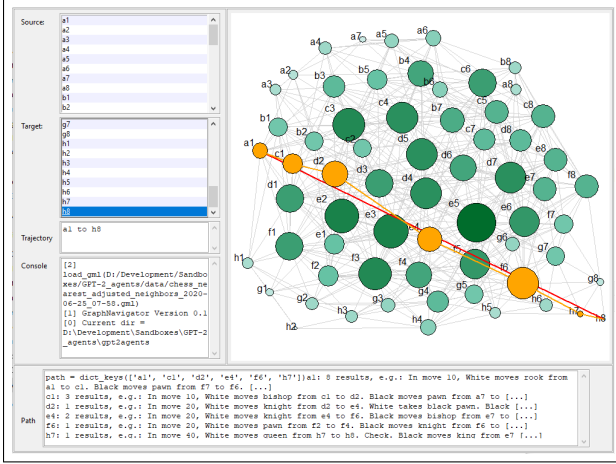 Source:
a1
a2
a3
a4
a5
a6
a7
a8
b1
b2
Target:
g7
g8
h1
h2
h3
h4
h5
h6
h7
h8
Trajectory
a1 to h8
Console
[2]
load_gml(D:/Development/Sandbo
xes/GPT-2_agents/data/chess_ne
arest_adjusted_neighbors_2020-
06-25_07-58.gml)
[1] GraphNavigator Version 0.1
[0] Current dir =
D:\Development\Sandboxes\GPT-2
_agents\gpt2agents
a4 a7 a5 a6
a3 a2 b3 b5 b4 b6 c6 b8 a8
b1 b2 c3 c2 c4 b7 c5 c8
a1 c1 d2 d5 c7 d8
d1 d3 d4 d6 d7 e8 e7 f8
f1 e2 e3 e4 e5 e6 f7
e1 f5 g6 g7
h1 f2 f3 f4 f6
g1 g2 g3 g4 g5 h6 g8
h2 h3 h4 h5 h7 h8
Path
path = dict_keys(['a1', 'c1', 'd2', 'e4', 'f6', 'h7'])a1: 8 results, e.g.: In move 10, White moves rook from
a1 to c1. Black moves pawn from f7 to f6. [...]
c1: 3 results, e.g.: In move 10, White moves bishop from c1 to d2. Black moves pawn from a7 to [...]
d2: 1 results, e.g.: In move 20, White moves knight from d2 to e4. White takes black pawn. Black [...]
e4: 2 results, e.g.: In move 20, White moves knight from e4 to f6. Black moves bishop from e7 to [...]
f6: 1 results, e.g.: In move 20, White moves pawn from f2 to f4. Black moves knight from f6 to [...]
h7: 1 results, e.g.: In move 40, White moves queen from h7 to h8. Check. Black moves king from e7 [...]